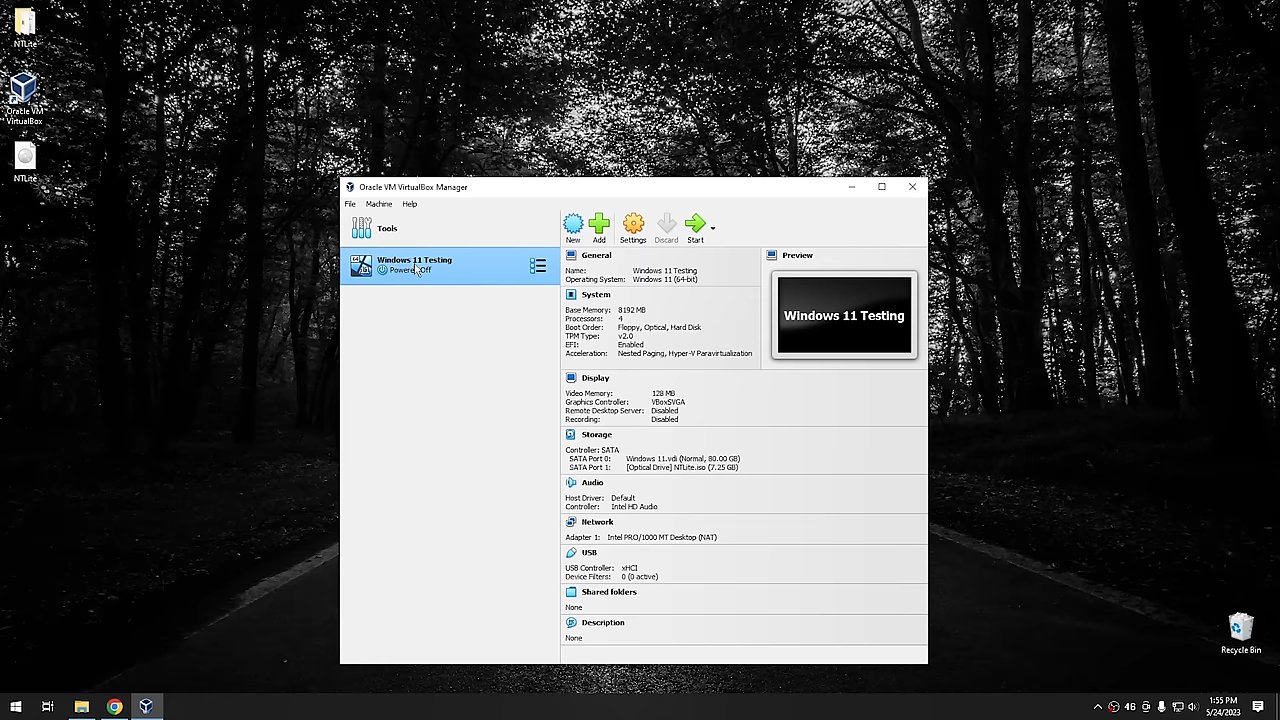 NTLite
Oracle VM
VirtualBox
NTLite
Oracle VM VirtualBox Manager
File Machine Help
Tools
New Add Settings Discard Start
Windows 11 Testing
Powered Off
General
Name: Windows 11 Testing
Operating System: Windows 11 (64-bit)
System
Base Memory: 8192 MB
Processors: 4
Boot Order: Floppy, Optical, Hard Disk
TPM Type: v2.0
EFI: Enabled
Acceleration: Nested Paging, Hyper-V Paravirtualization
Preview
Windows 11 Testing
Display
Video Memory: 128 MB
Graphics Controller: VBoxSVGA
Remote Desktop Server: Disabled
Recording: Disabled
Storage
Controller: SATA
SATA Port 0: Windows 11.vdi (Normal, 80.00 GB)
SATA Port 1: [Optical Drive] NTLite.iso (7.25 GB)
Audio
Host Driver: Default
Controller: Intel HD Audio
Network
Adapter 1: Intel PRO/1000 MT Desktop (NAT)
USB
USB Controller: xHCI
Device Filters: 0 (0 active)
Shared folders
None
Description
None
Recycle Bin
46
1:55 PM
5/24/2023